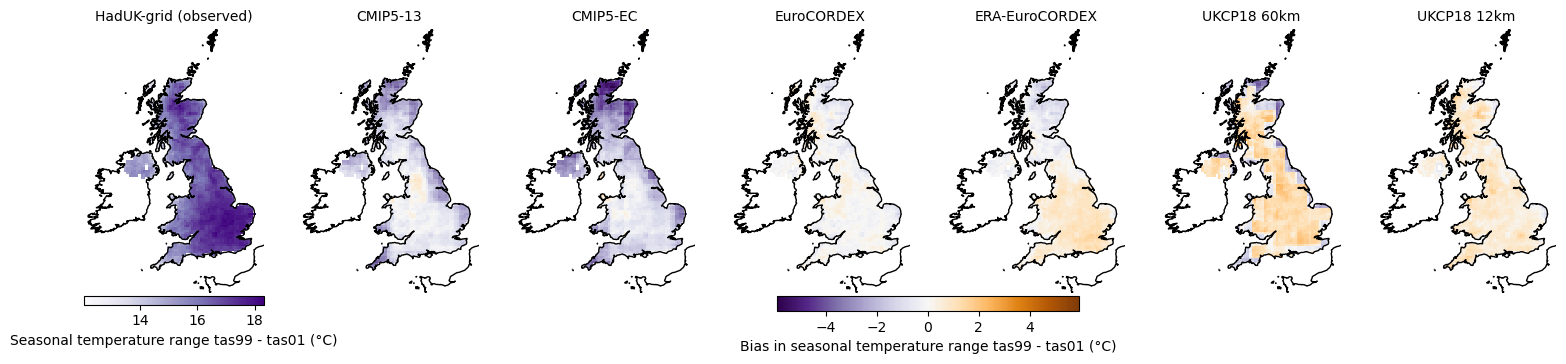 HadUK-grid (observed)
CMIP5-13
CMIP5-EC
EuroCORDEX
ERA-EuroCORDEX
UKCP18 60km
UKCP18 12km
14 16 18
Seasonal temperature range tas99 - tas01 (°C)
−4 −2 0 2 4
Bias in seasonal temperature range tas99 - tas01 (°C)